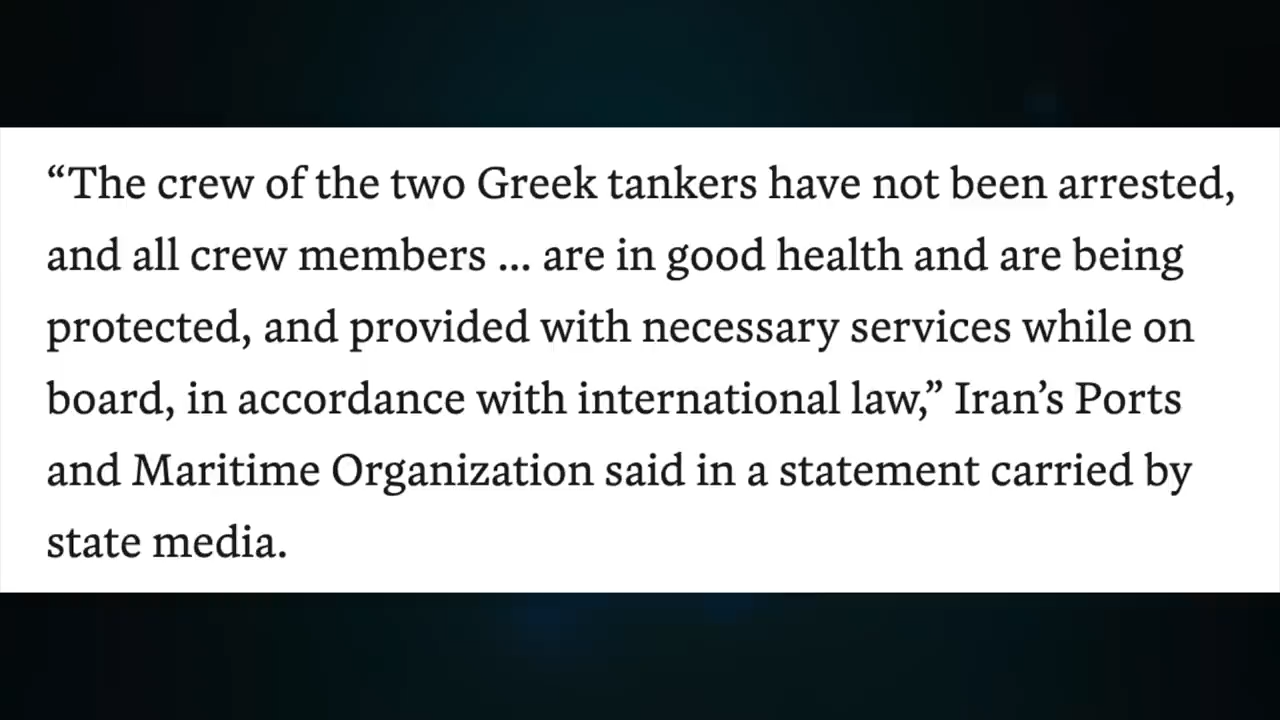 “The crew of the two Greek tankers have not been arrested,
and all crew members ... are in good health and are being
protected, and provided with necessary services while on
board, in accordance with international law,” Iran’s Ports
and Maritime Organization said in a statement carried by
state media.